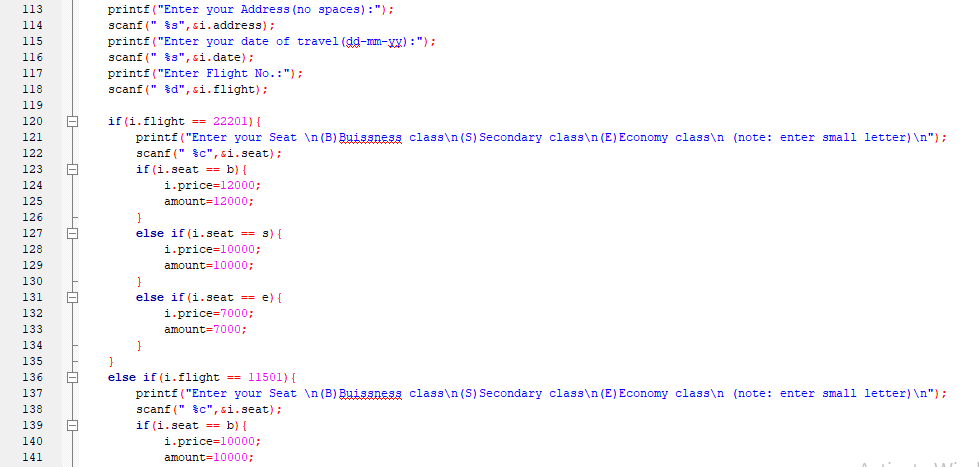 113 printf("Enter your Address(no spaces):");
114 scanf(" %s",&i.address);
115 printf("Enter your date of travel(dd-mm-yy):");
116 scanf(" %s",&i.date);
117 printf("Enter Flight No.:");
118 scanf(" %d",&i.flight);
119
120 if(i.flight == 22201){
121 printf("Enter your Seat \n(B)Buissness class\n(S)Secondary class\n(E)Economy class\n (note: enter small letter)\n");
122 scanf(" %c",&i.seat);
123 if(i.seat == b){
124 i.price=12000;
125 amount=12000;
126 }
127 else if(i.seat == s){
128 i.price=10000;
129 amount=10000;
130 }
131 else if(i.seat == e){
132 i.price=7000;
133 amount=7000;
134 }
135 }
136 else if(i.flight == 11501){
137 printf("Enter your Seat \n(B)Buissness class\n(S)Secondary class\n(E)Economy class\n (note: enter small letter)\n");
138 scanf(" %c",&i.seat);
139 if(i.seat == b){
140 i.price=10000;
141 amount=10000;